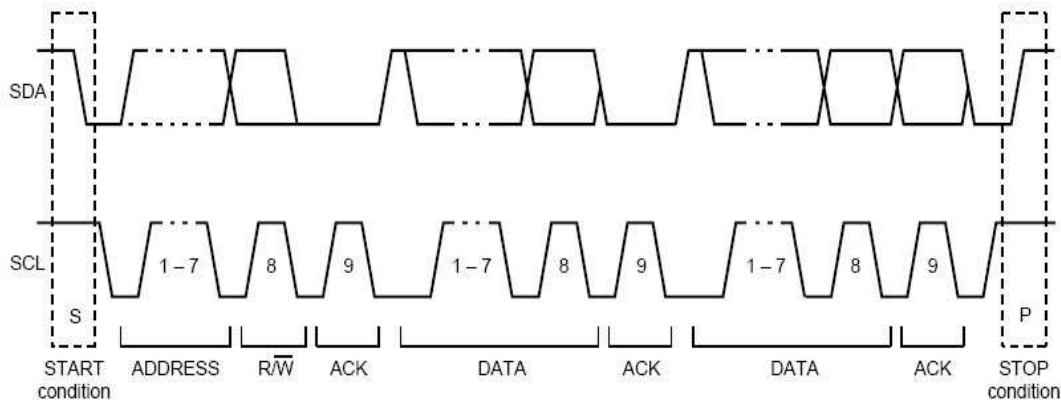 SDA
SCL
1 – 7 8 9 1 – 7 8 9 1 – 7 8 9
S P
START condition ADDRESS R/W̅ ACK DATA ACK DATA ACK STOP condition